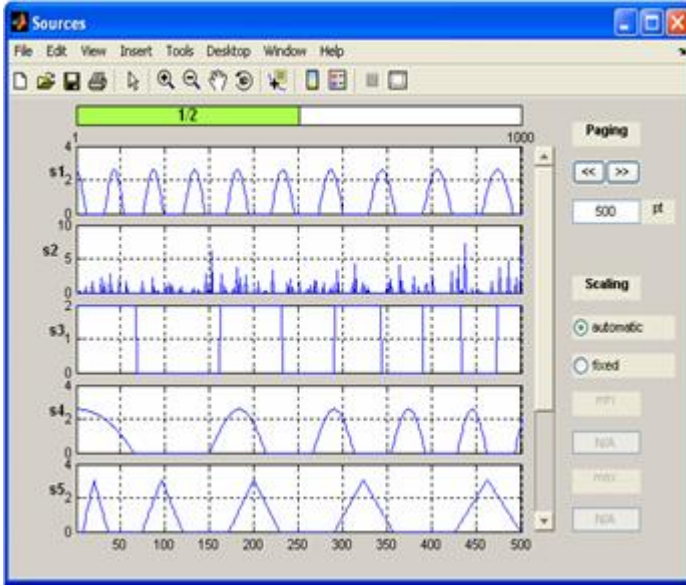 Sources
File Edit View Insert Tools Desktop Window Help
1/2
1 1000
Paging
<< >>
500 pt
Scaling
automatic
fixed
min
N/A
max
N/A
s1
4
2
0
s2
10
5
0
s3
2
1
0
s4
4
2
0
s5
4
2
0
50 100 150 200 250 300 350 400 450 500